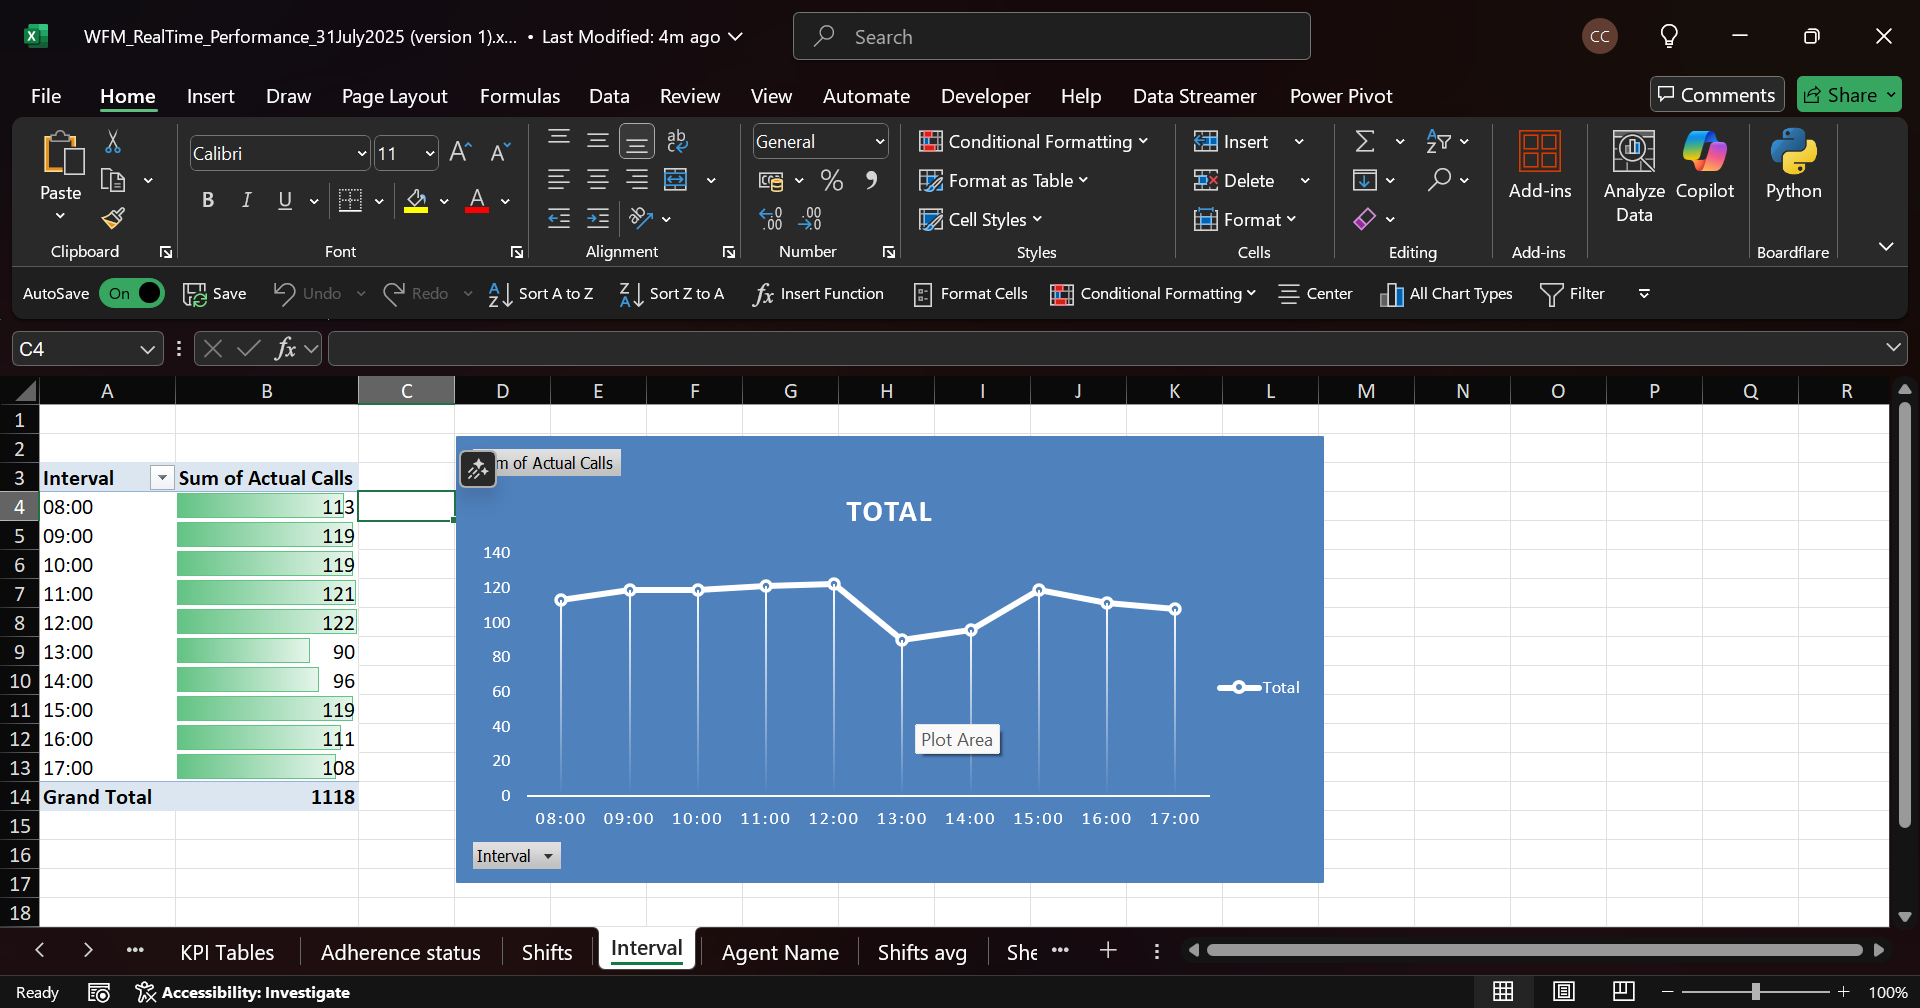 WFM_RealTime_Performance_31July2025 (version 1).x... • Last Modified: 4m ago
Search
CC
File Home Insert Draw Page Layout Formulas Data Review View Automate Developer Help Data Streamer Power Pivot
Comments Share
Paste
Clipboard
Calibri 11
B I U
Font
Alignment
General
Number
Conditional Formatting
Format as Table
Cell Styles
Styles
Insert
Delete
Format
Cells
Editing
Add-ins
Add-ins
Analyze Data
Copilot
Python
Boardflare
AutoSave On Save Undo Redo Sort A to Z Sort Z to A Insert Function Format Cells Conditional Formatting Center All Chart Types Filter
C4 fx
A B C D E F G H I J K L M N O P Q R
1
2
3 Interval Sum of Actual Calls
4 08:00 113
5 09:00 119
6 10:00 119
7 11:00 121
8 12:00 122
9 13:00 90
10 14:00 96
11 15:00 119
12 16:00 111
13 17:00 108
14 Grand Total 1118
15
16
17
18
m of Actual Calls
TOTAL
140
120
100
80
60
40
20
0
08:00 09:00 10:00 11:00 12:00 13:00 14:00 15:00 16:00 17:00
Total
Plot Area
Interval
KPI Tables Adherence status Shifts Interval Agent Name Shifts avg She
Ready Accessibility: Investigate 100%